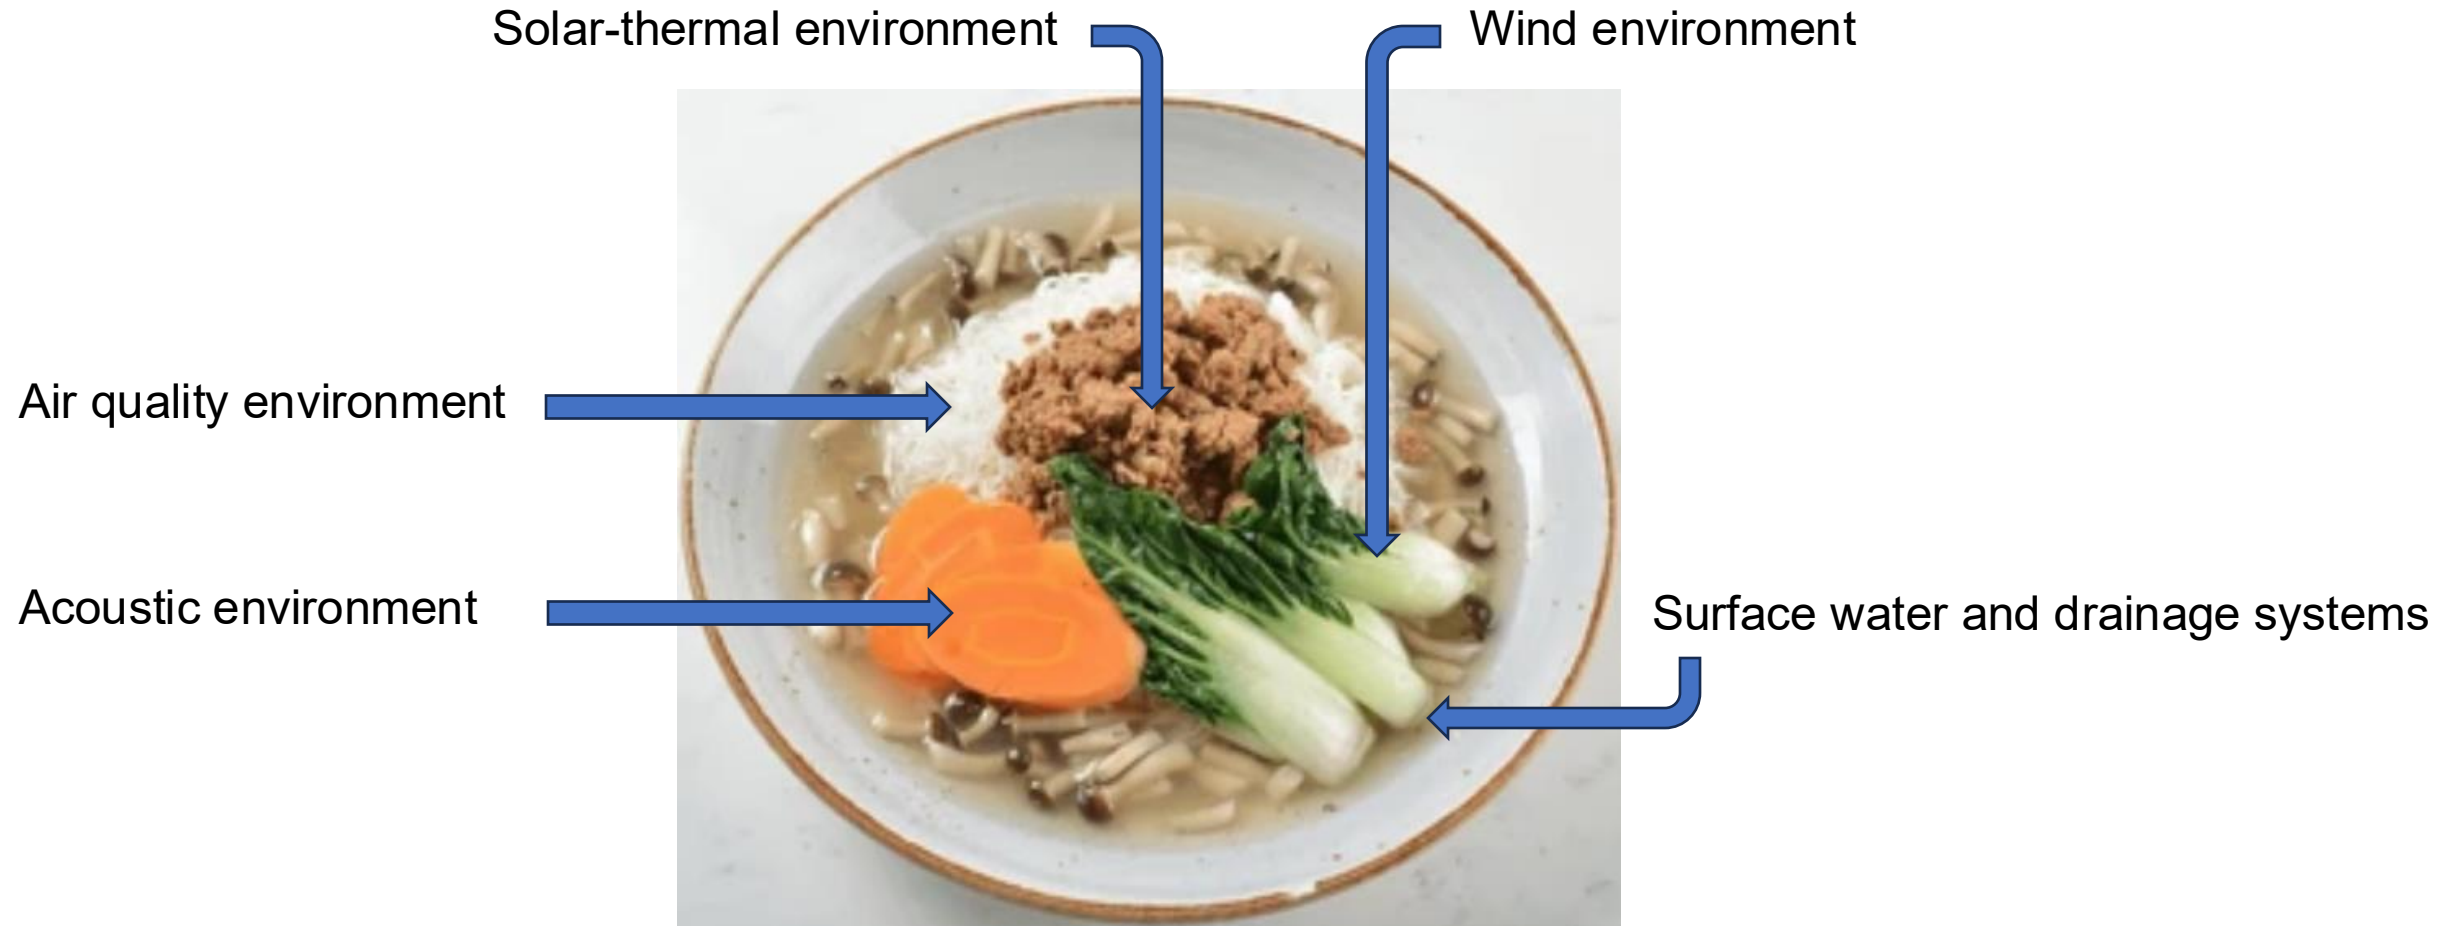 Solar-thermal environment
Wind environment
Air quality environment
Acoustic environment
Surface water and drainage systems